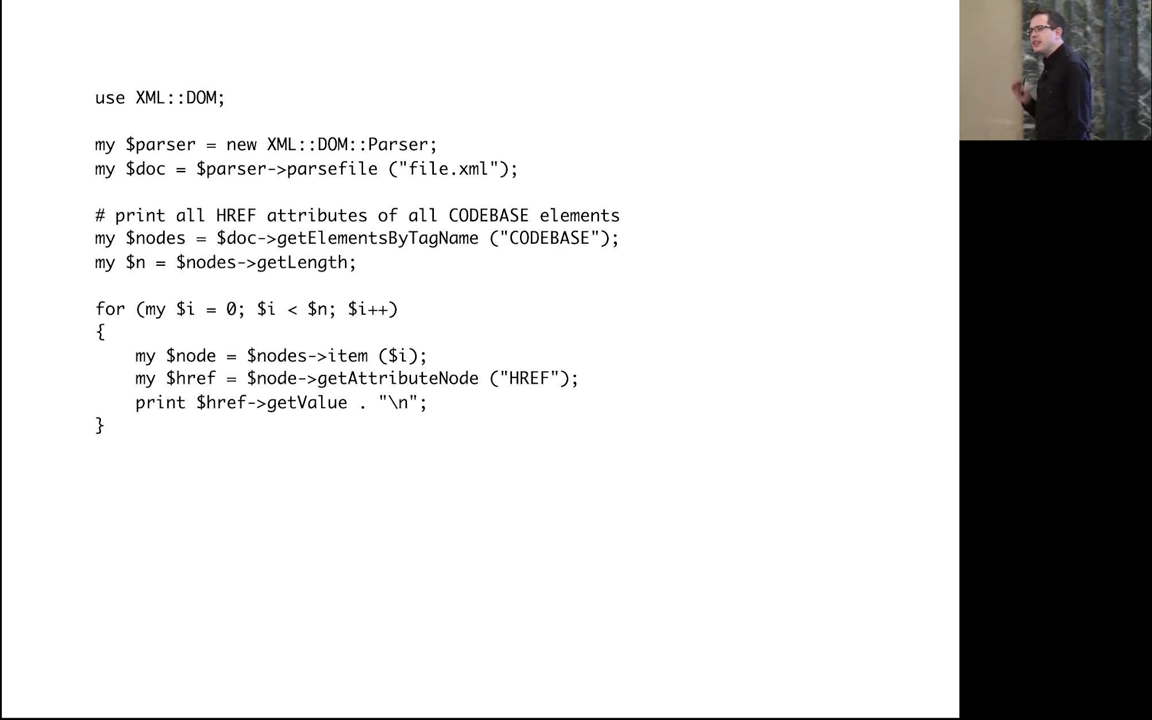 use XML::DOM;
my $parser = new XML::DOM::Parser;
my $doc = $parser->parsefile ("file.xml");
# print all HREF attributes of all CODEBASE elements
my $nodes = $doc->getElementsByTagName ("CODEBASE");
my $n = $nodes->getLength;
for (my $i = 0; $i < $n; $i++)
{
    my $node = $nodes->item ($i);
    my $href = $node->getAttributeNode ("HREF");
    print $href->getValue . "\n";
}